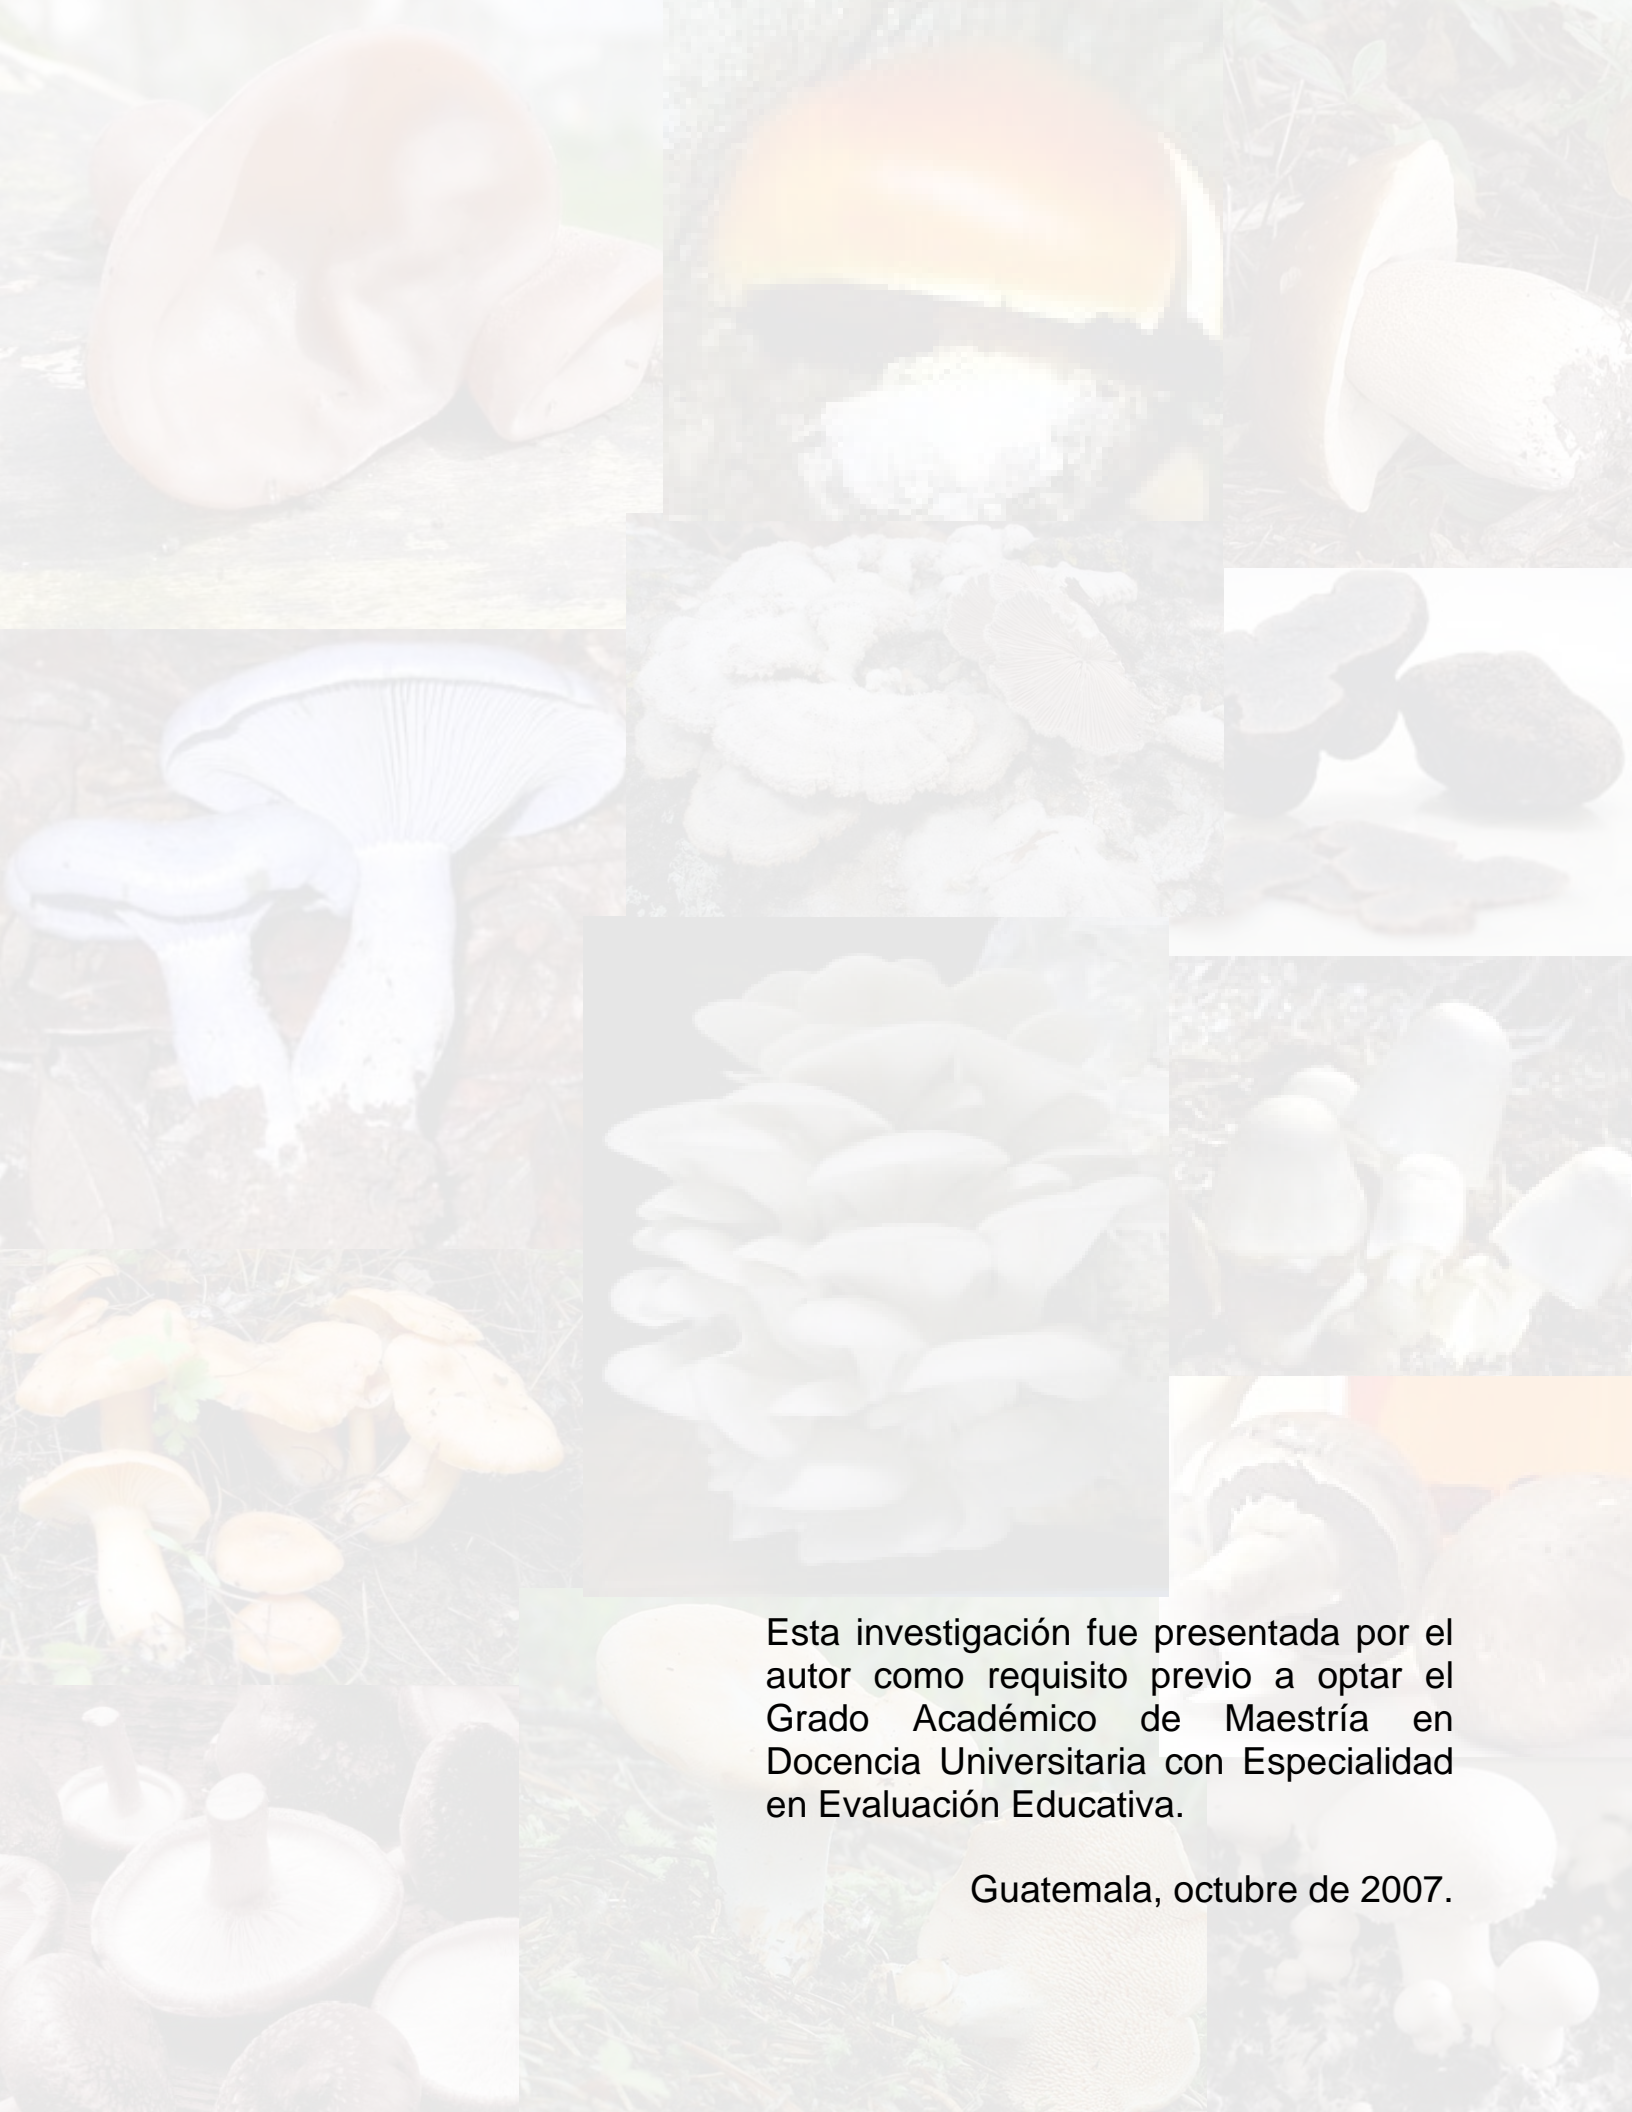 Esta investigación fue presentada por el
autor como requisito previo a optar el
Grado Académico de Maestría en
Docencia Universitaria con Especialidad
en Evaluación Educativa.
Guatemala, octubre de 2007.